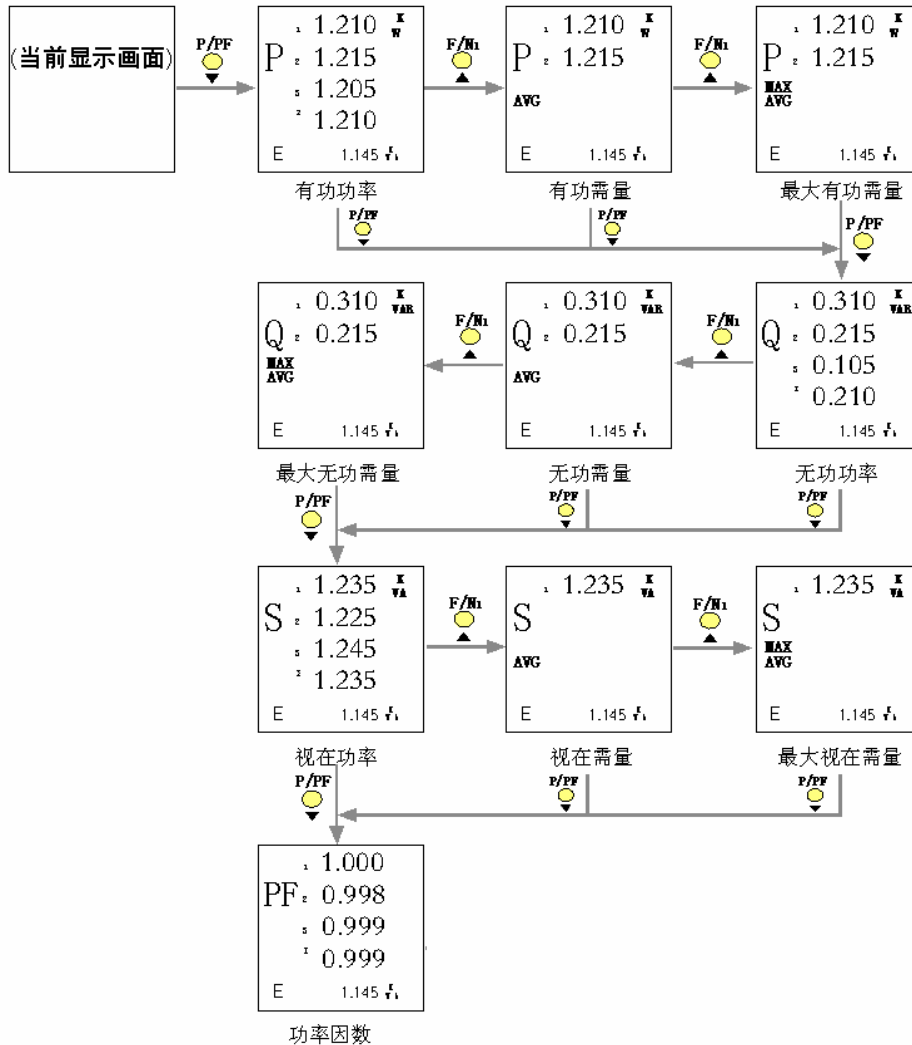 (当前显示画面)
P/PF
P
1 1.210 K W
2 1.215
3 1.205
Σ 1.210
E 1.145
有功功率
F/N1
P
1 1.210 K W
2 1.215
AVG
E 1.145
有功需量
F/N1
P
1 1.210 K W
2 1.215
MAX
AVG
E 1.145
最大有功需量
P/PF
P/PF
P/PF
Q
1 0.310 K VAR
2 0.215
MAX
AVG
E 1.145
最大无功需量
F/N1
Q
1 0.310 K VAR
2 0.215
AVG
E 1.145
无功需量
F/N1
Q
1 0.310 K VAR
2 0.215
3 0.105
Σ 0.210
E 1.145
无功功率
P/PF
P/PF
P/PF
S
1 1.235 K VA
2 1.225
3 1.245
Σ 1.235
E 1.145
视在功率
F/N1
S
1 1.235 K VA
AVG
E 1.145
视在需量
F/N1
S
1 1.235 K VA
MAX
AVG
E 1.145
最大视在需量
P/PF
P/PF
P/PF
PF
1 1.000
2 0.998
3 0.999
Σ 0.999
E 1.145
功率因数